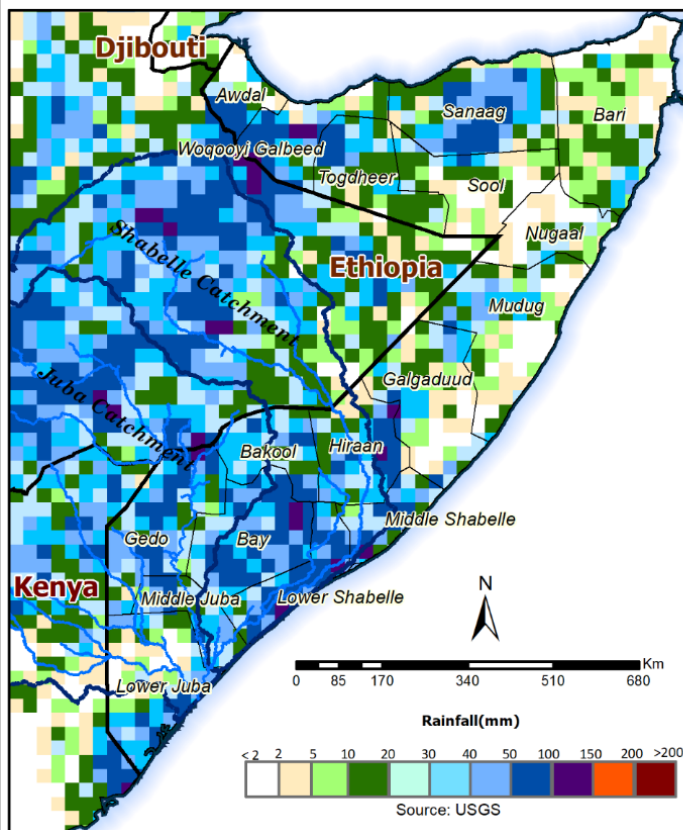 Djibouti
Awdal
Sanaag
Bari
Woqooyi Galbeed
Togdheer
Sool
Nugaal
Shabelle Catchment
Ethiopia
Mudug
Galgaduud
Juba Catchment
Bakool
Hiraan
Middle Shabelle
Gedo
Bay
Kenya
Middle Juba
Lower Shabelle
N
Lower Juba
Km
0 85 170 340 510 680
Rainfall(mm)
<2 2 5 10 20 30 40 50 100 150 200 >200
Source: USGS